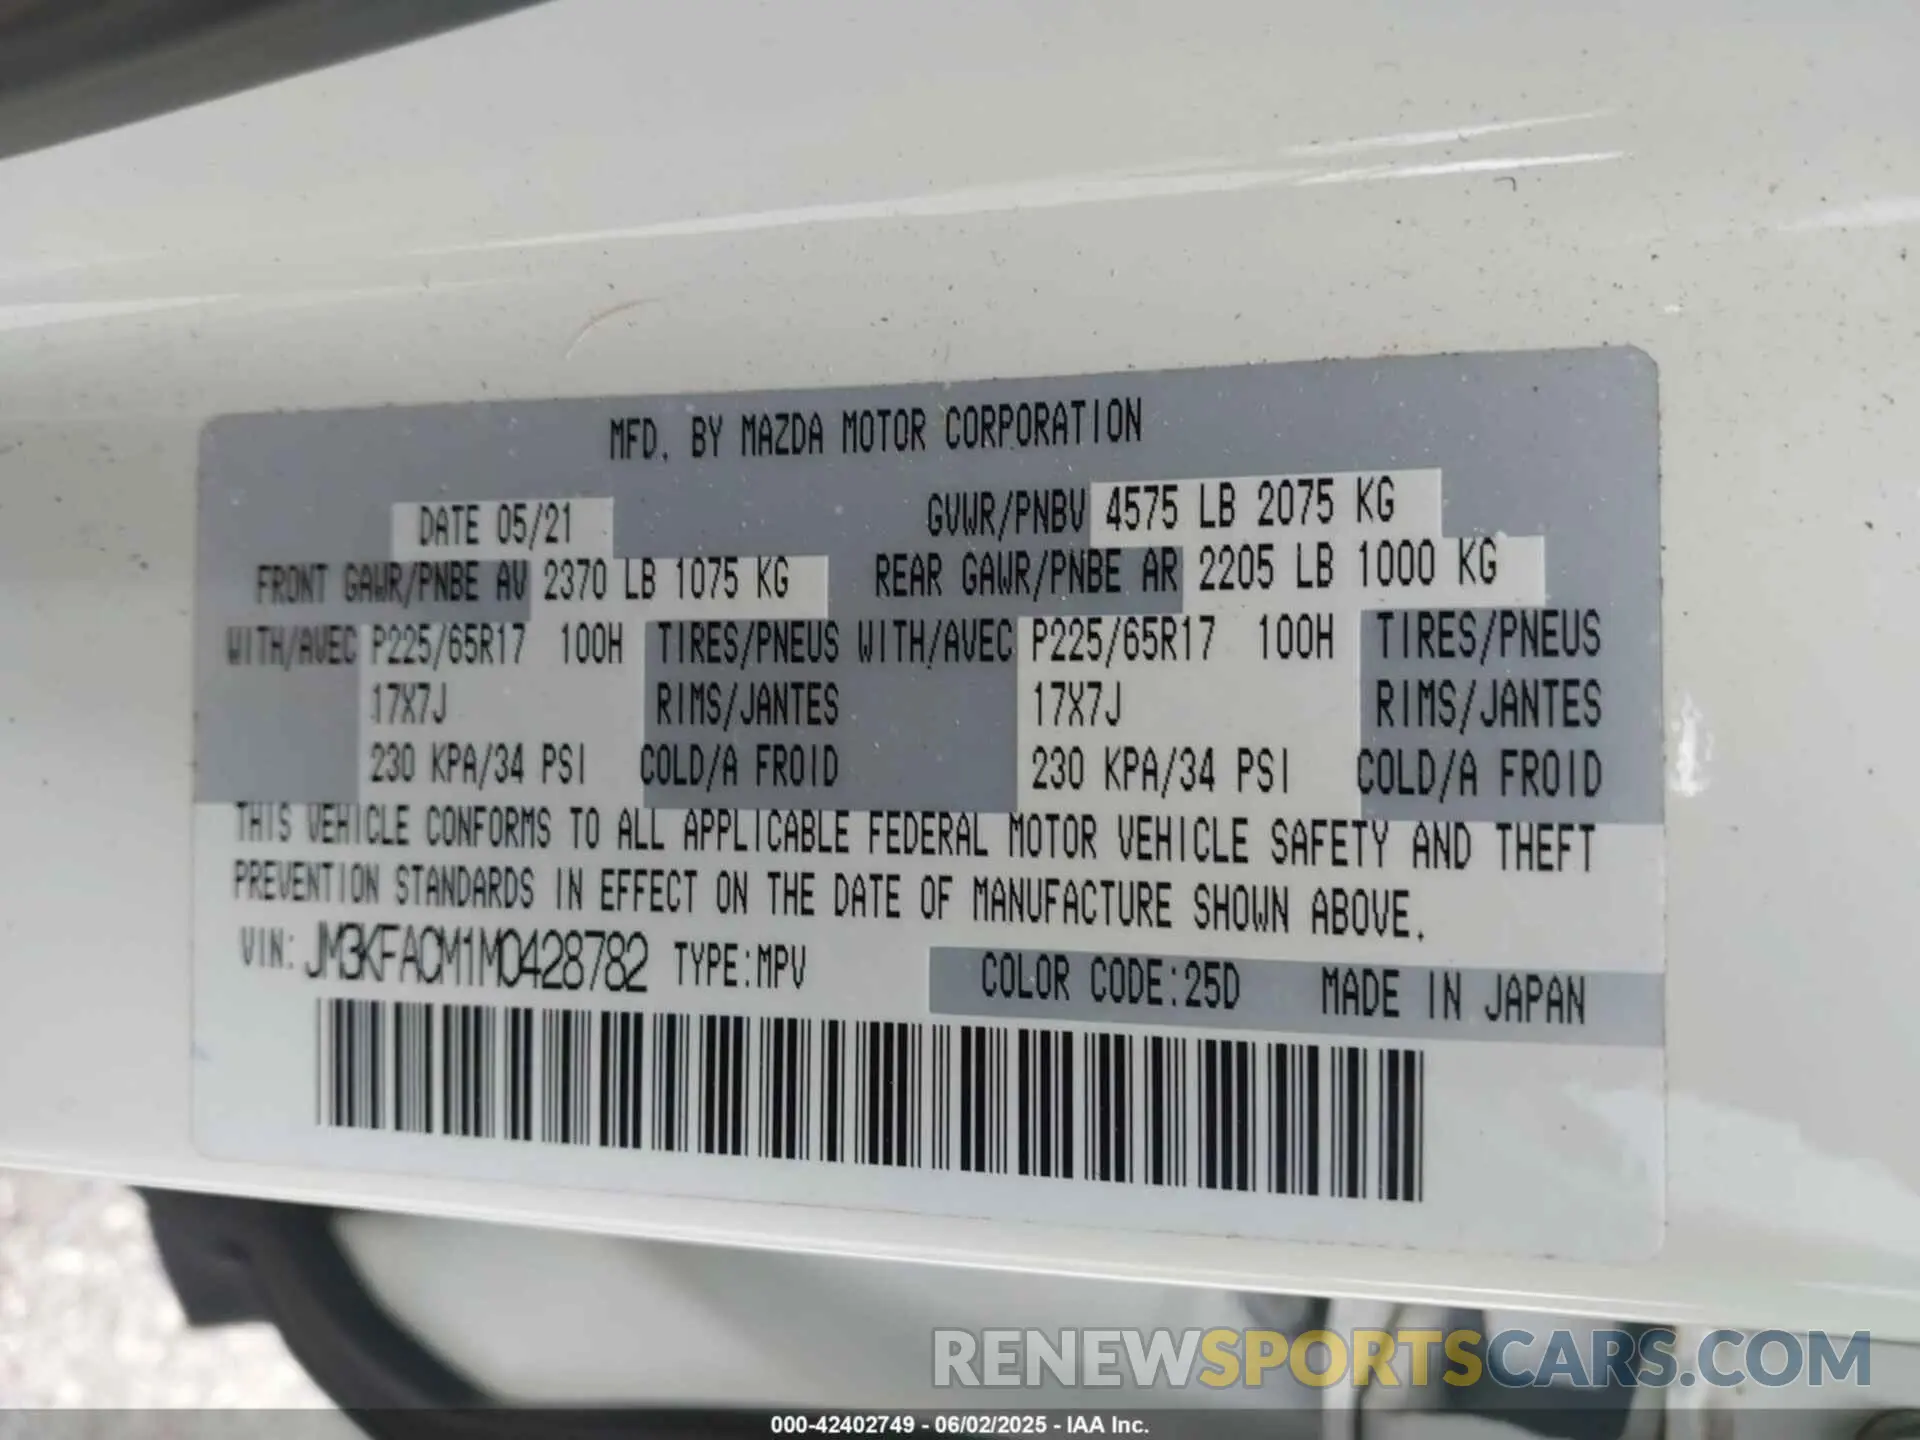 MFD. BY MAZDA MOTOR CORPORATION
DATE 05/21 GVWR/PNBV 4575 LB 2075 KG
FRONT GAWR/PNBE AV 2370 LB 1075 KG REAR GAWR/PNBE AR 2205 LB 1000 KG
WITH/AVEC P225/65R17 100H TIRES/PNEUS WITH/AVEC P225/65R17 100H TIRES/PNEUS
17X7J RIMS/JANTES 17X7J RIMS/JANTES
230 KPA/34 PSI COLD/A FROID 230 KPA/34 PSI COLD/A FROID
THIS VEHICLE CONFORMS TO ALL APPLICABLE FEDERAL MOTOR VEHICLE SAFETY AND THEFT
PREVENTION STANDARDS IN EFFECT ON THE DATE OF MANUFACTURE SHOWN ABOVE.
VIN: JM3KFACM1M0428782 TYPE:MPV COLOR CODE:25D MADE IN JAPAN
RENEWSPORTSCARS.COM
000-42402749 - 06/02/2025 - IAA Inc.